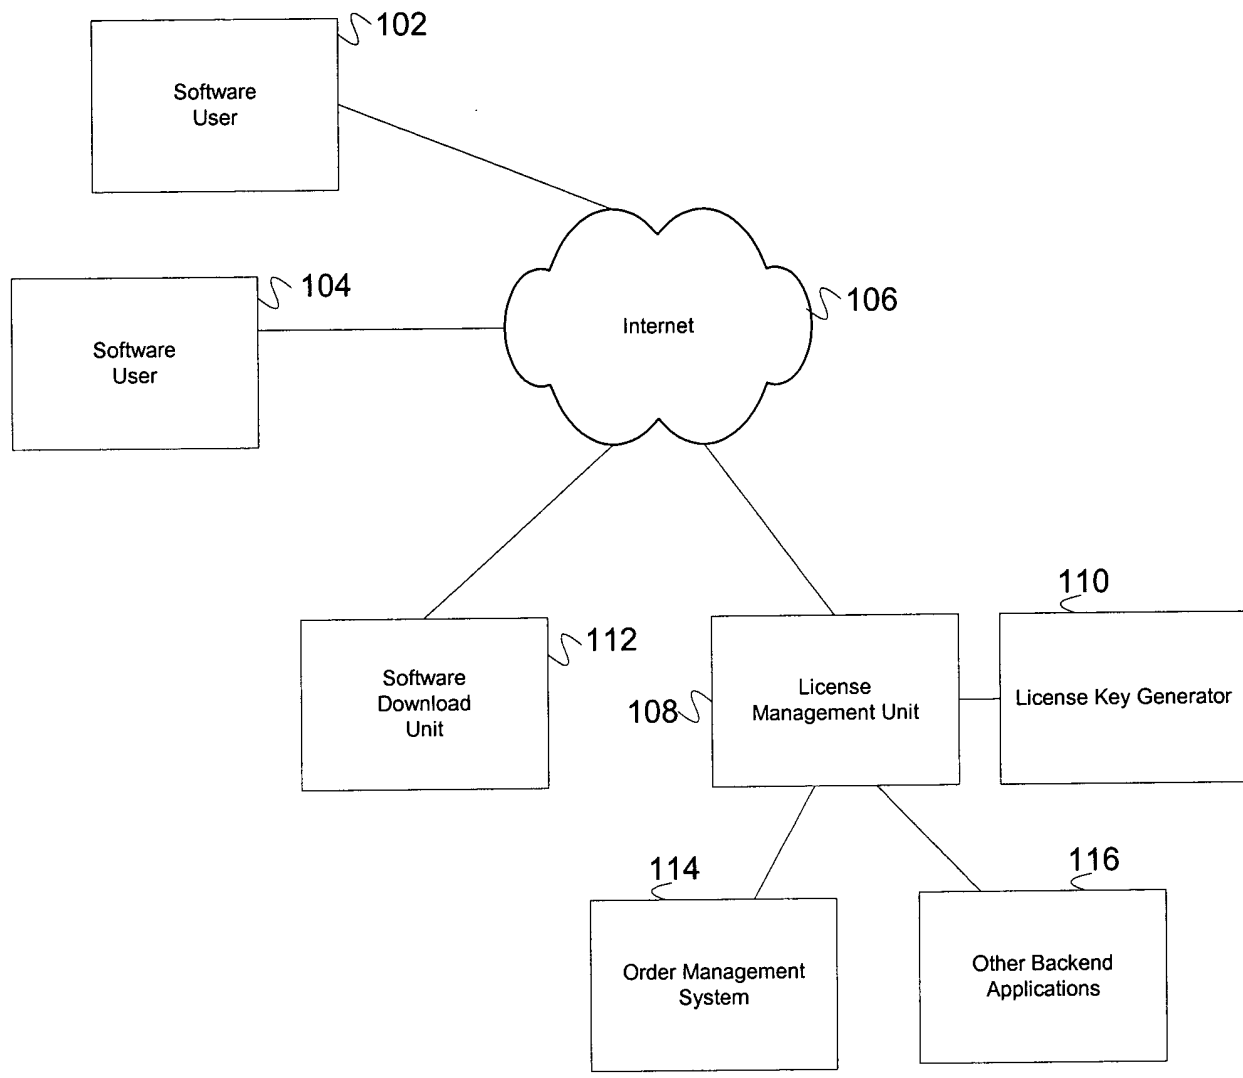 102
Software
User
104
Software
User
106
Internet
112
Software
Download
Unit
108
License
Management Unit
110
License Key Generator
114
Order Management
System
116
Other Backend
Applications